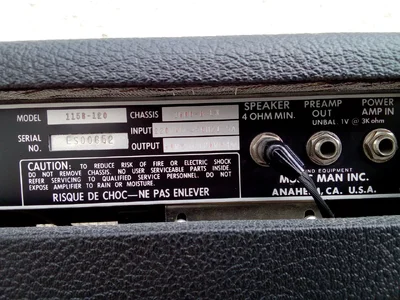 MODEL 115B-120 CHASSIS
SERIAL NO. INPUT
OUTPUT
CAUTION: TO REDUCE RISK OF FIRE OR ELECTRIC SHOCK
DO NOT REMOVE CHASSIS. NO USER SERVICEABLE PARTS INSIDE
REFER SERVICING TO QUALIFIED SERVICE PERSONNEL. DO NOT
EXPOSE AMPLIFIER TO RAIN OR MOISTURE.
RISQUE DE CHOC—NE PAS ENLEVER
SPEAKER
4 OHM MIN.
PREAMP
OUT
UNBAL 1V @
POWER
AMP IN
3K ohm
EQUIPMENT
MAN INC.
ANAHEIM, CA. U.S.A.